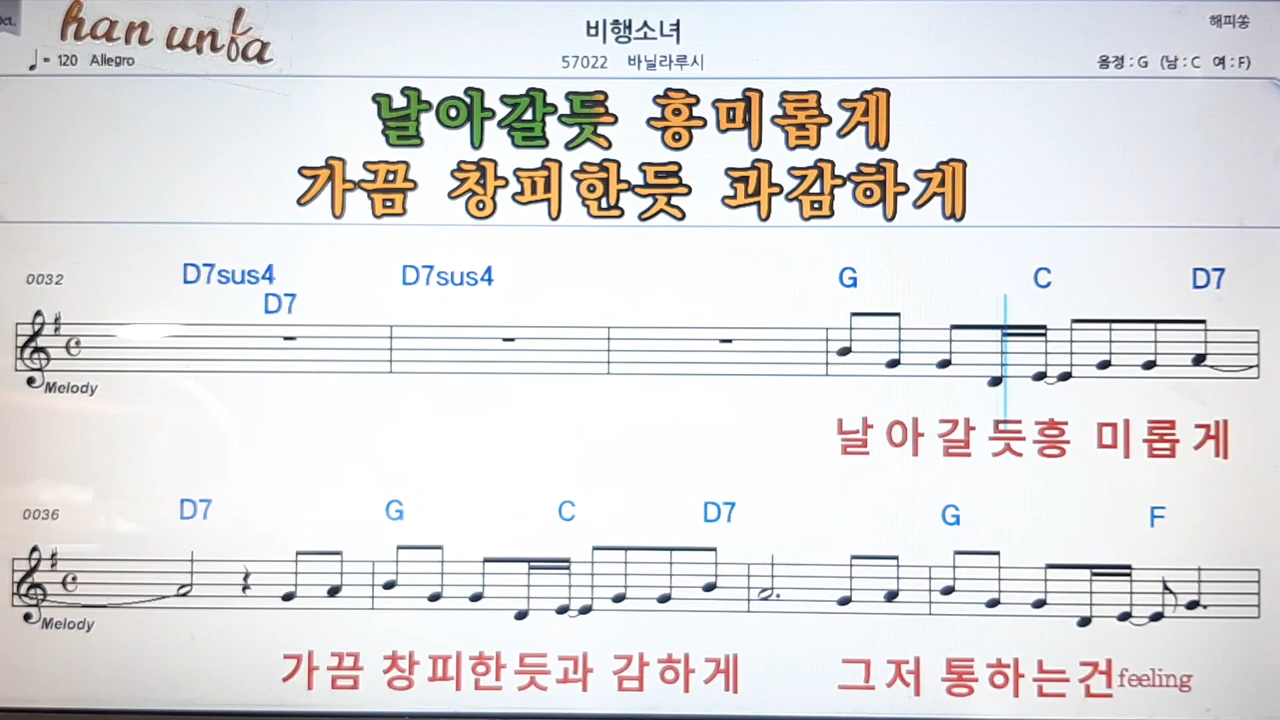 Oct.
han unfa
비행소녀
해피쏭
♩= 120 Allegro
57022 바닐라루시
음정 : G (남 : C 여 : F)
날아갈듯 흥미롭게
가끔 창피한듯 과감하게
0032 D7sus4 D7 D7sus4 G C D7
Melody
날아갈듯흥 미롭게
0036 D7 G C D7 G F
Melody
가끔 창피한듯과 감하게 그저 통하는건feeling